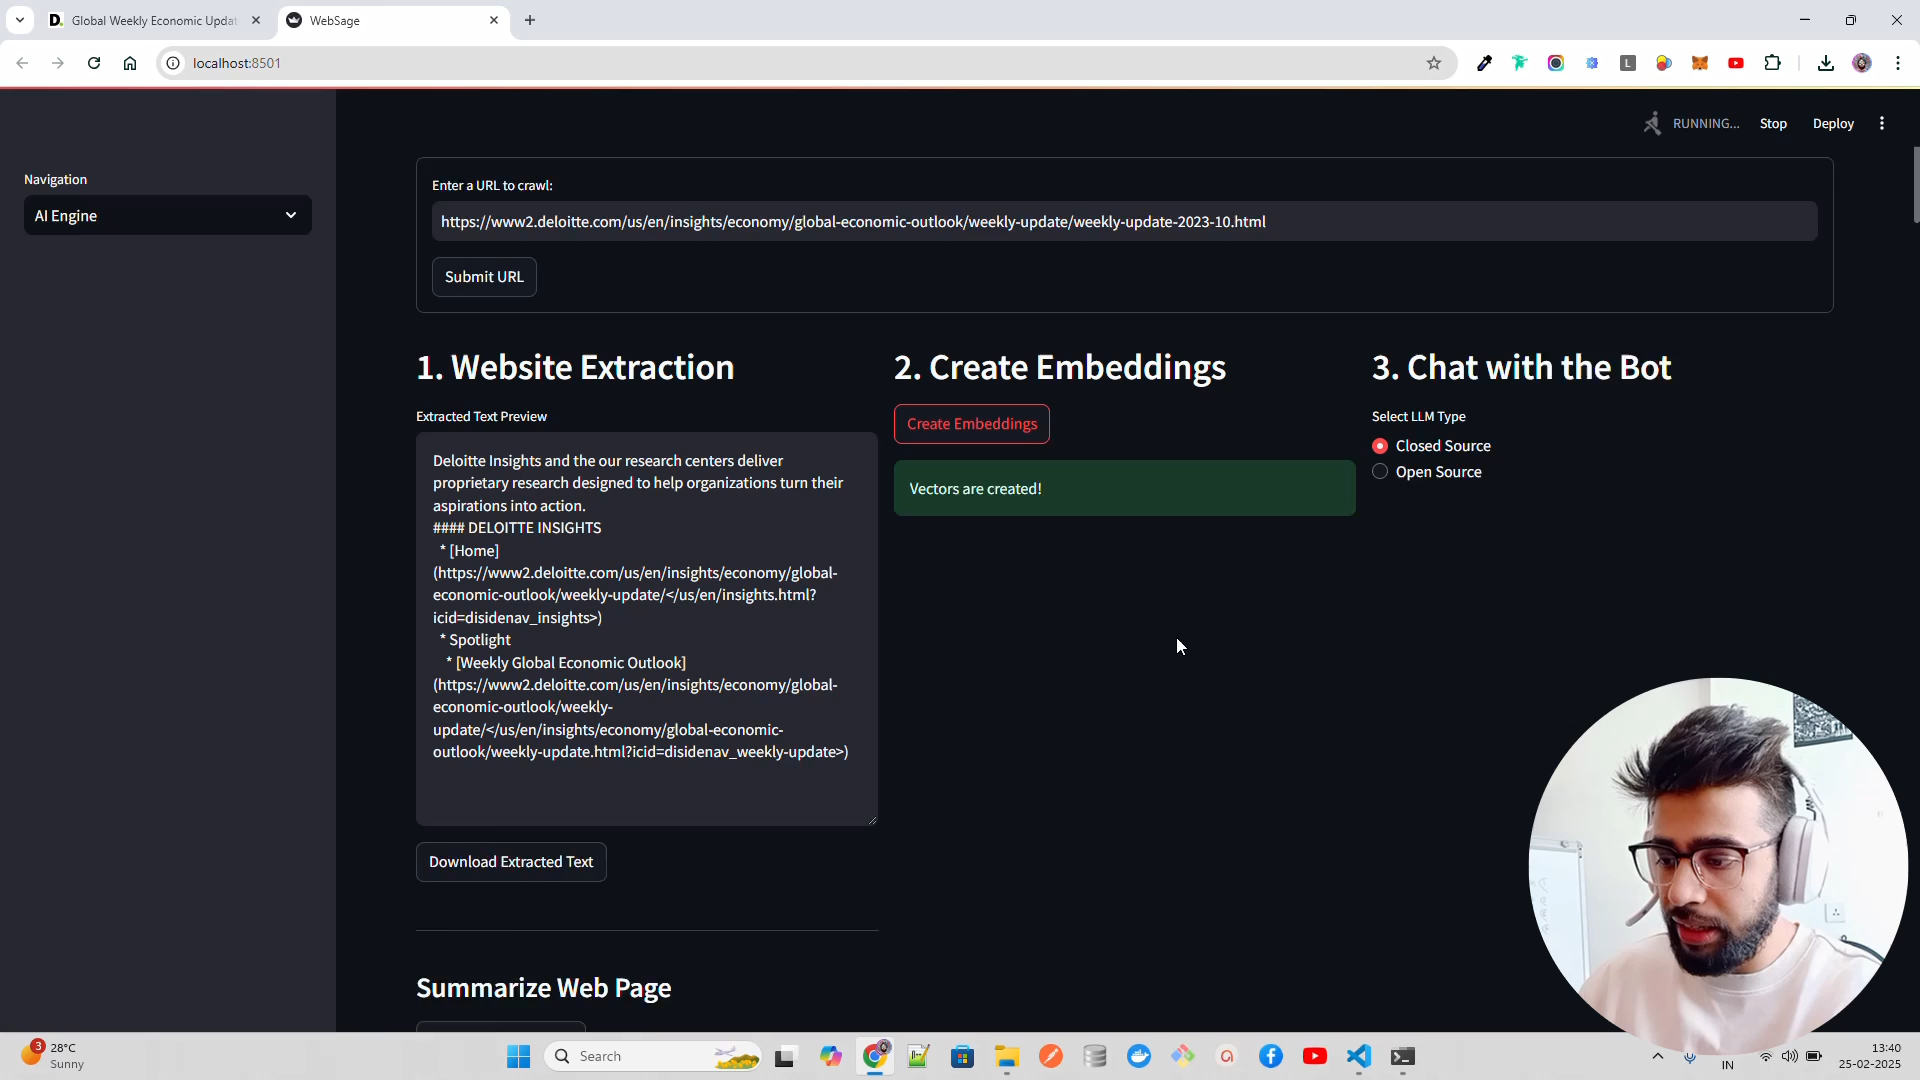 Global Weekly Economic Updat
WebSage
localhost:8501
L
RUNNING...
Stop
Deploy
Navigation
AI Engine
Enter a URL to crawl:
https://www2.deloitte.com/us/en/insights/economy/global-economic-outlook/weekly-update/weekly-update-2023-10.html
Submit URL
1. Website Extraction
Extracted Text Preview
Deloitte Insights and the our research centers deliver
proprietary research designed to help organizations turn their
aspirations into action.
#### DELOITTE INSIGHTS
* [Home]
(https://www2.deloitte.com/us/en/insights/economy/global-
economic-outlook/weekly-update/</us/en/insights.html?
icid=disidenav_insights>)
* Spotlight
* [Weekly Global Economic Outlook]
(https://www2.deloitte.com/us/en/insights/economy/global-
economic-outlook/weekly-
update/</us/en/insights/economy/global-economic-
outlook/weekly-update.html?icid=disidenav_weekly-update>)
Download Extracted Text
Summarize Web Page
2. Create Embeddings
Create Embeddings
Vectors are created!
3. Chat with the Bot
Select LLM Type
Closed Source
Open Source
3
28°C
Sunny
Search
IN
13:40
25-02-2025